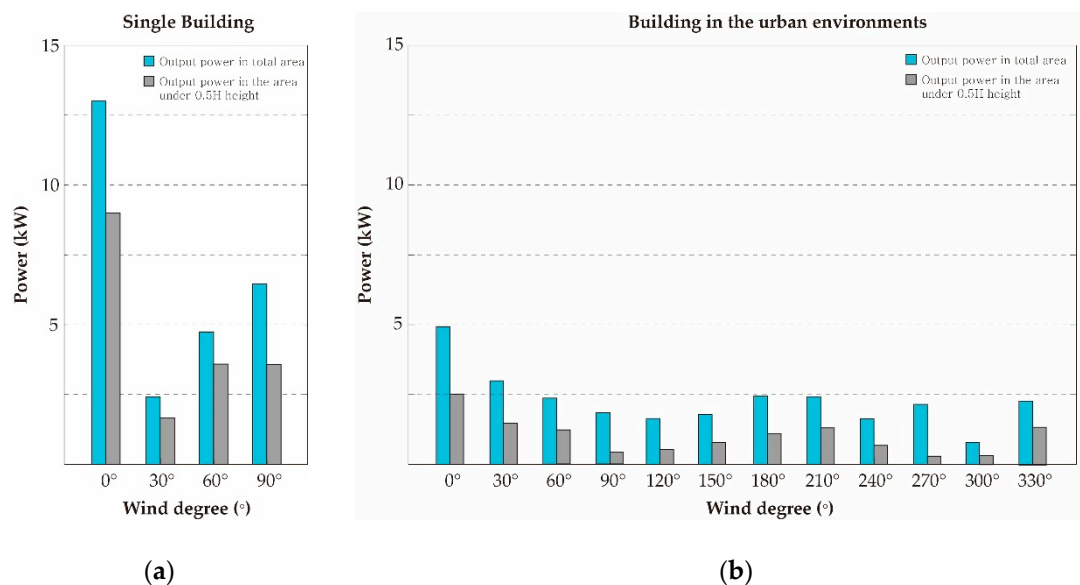 Single Building
15
Output power in total area
Output power in the area
under 0.5H height
10
5
Power (kW)
0° 30° 60° 90°
Wind degree (°)
(a)
Building in the urban environments
15
Output power in total area
Output power in the area
under 0.5H height
10
5
Power (kW)
0° 30° 60° 90° 120° 150° 180° 210° 240° 270° 300° 330°
Wind degree (°)
(b)